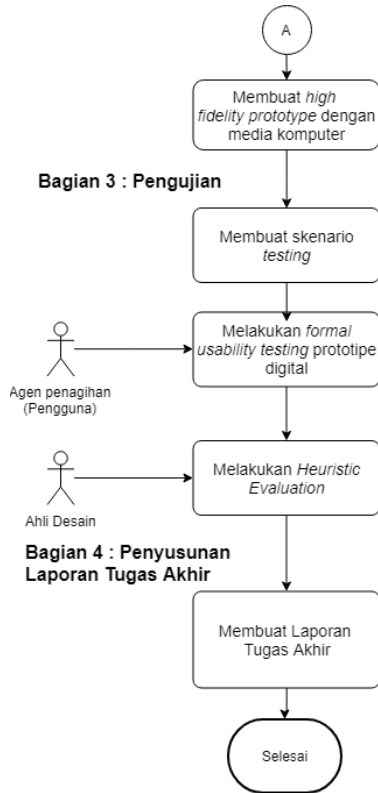 A
Membuat high
fidelity prototype dengan
media komputer
Bagian 3 : Pengujian
Membuat skenario
testing
Melakukan formal
usability testing prototipe
digital
Agen penagihan
(Pengguna)
Melakukan Heuristic
Evaluation
Ahli Desain
Bagian 4 : Penyusunan
Laporan Tugas Akhir
Membuat Laporan
Tugas Akhir
Selesai